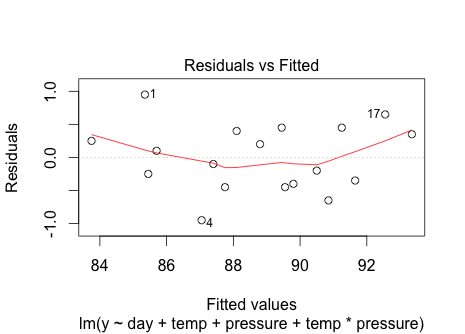 Residuals vs Fitted
Residuals
1.0
0.0
-1.0
1
17
4
84 86 88 90 92
Fitted values
lm(y ~ day + temp + pressure + temp * pressure)